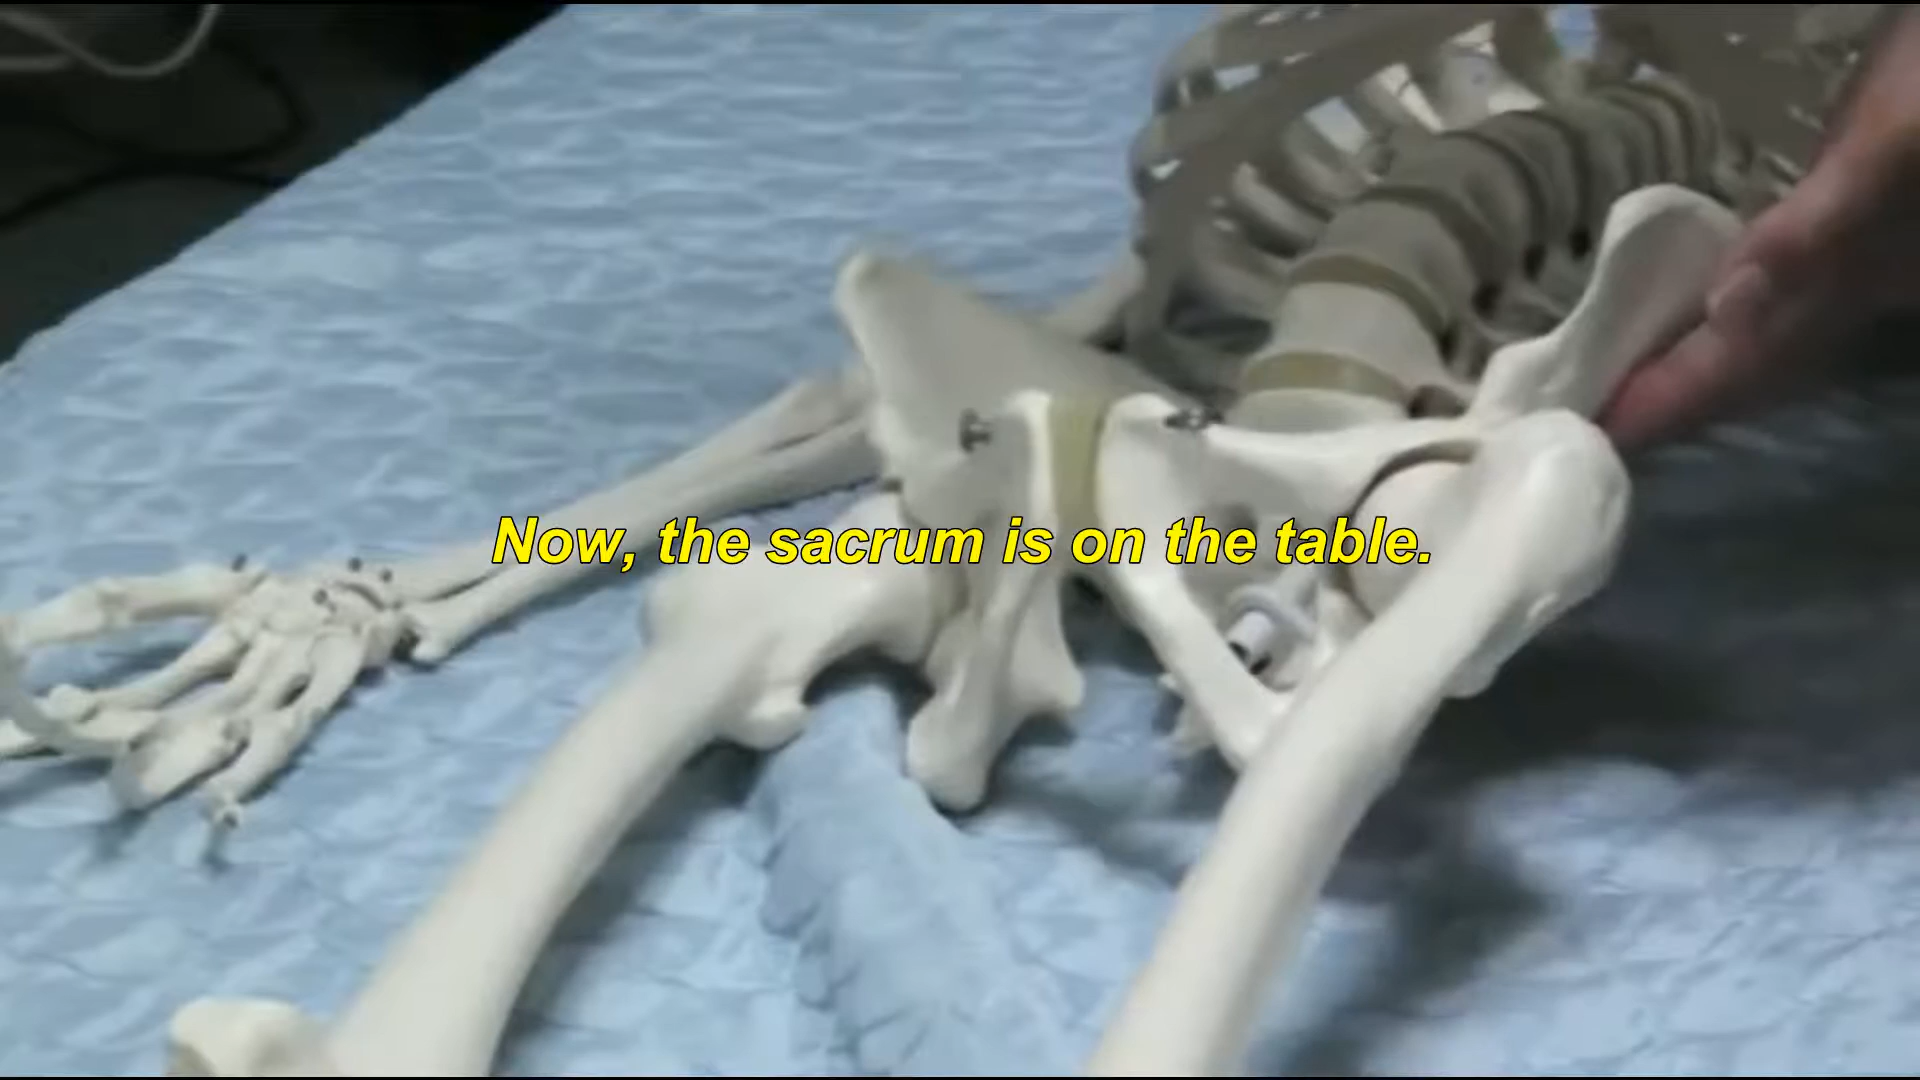 Now, the sacrum is on the table.